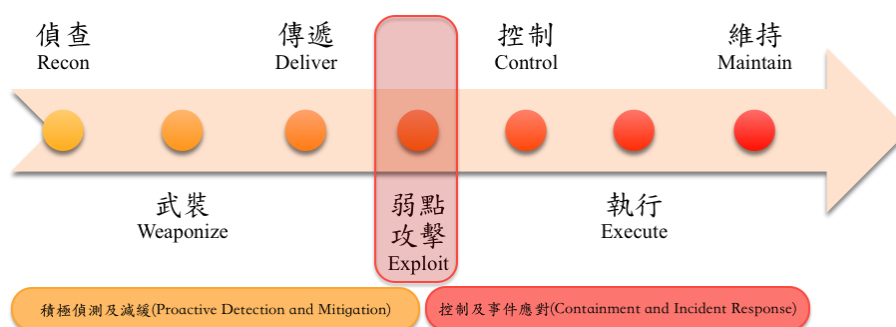 偵查
Recon
武裝
Weaponize
傳遞
Deliver
弱點
攻擊
Exploit
控制
Control
執行
Execute
維持
Maintain
積極偵測及減緩(Proactive Detection and Mitigation)
控制及事件應對(Containment and Incident Response)